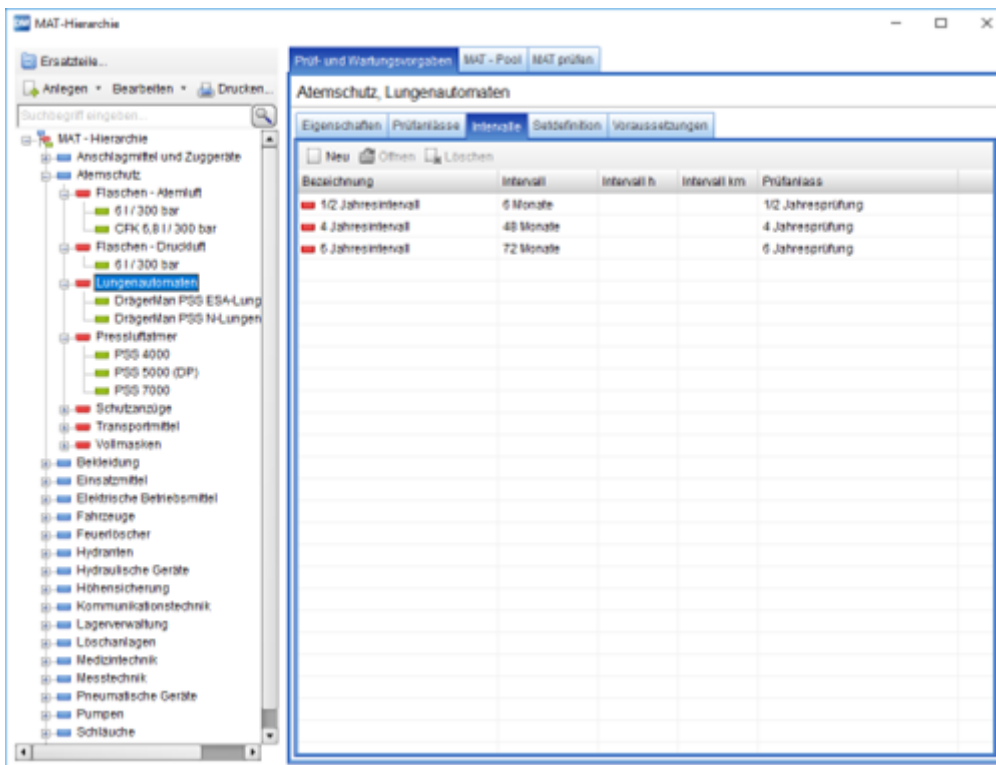 MAT-Hierarchie
Ersatzteile...
Anlegen Bearbeiten Drucken...
Suchbegriff eingeben...
MAT - Hierarchie
Anschlagmittel und Zuggeräte
Atemschutz
Flaschen - Atemluft
6 l / 300 bar
CFK 6,8 l / 300 bar
Flaschen - Druckluft
6 l / 300 bar
Lungenautomaten
DrägerMan PSS ESA-Lung
DrägerMan PSS N-Lungen
Pressluftatmer
PSS 4000
PSS 5000 (DP)
PSS 7000
Schutzanzüge
Transportmittel
Vollmasken
Bekleidung
Einsatzmittel
Elektrische Betriebsmittel
Fahrzeuge
Feuerlöscher
Hydranten
Hydraulische Geräte
Höhensicherung
Kommunikationstechnik
Lagerverwaltung
Löschanlagen
Medizintechnik
Messtechnik
Pneumatische Geräte
Pumpen
Schläuche
Prüf- und Wartungsvorgaben MAT - Pool MAT prüfen
Atemschutz, Lungenautomaten
Eigenschaften Prüfanlässe Intervalle Setdefinition Voraussetzungen
Neu Öffnen Löschen
Bezeichnung Intervall Intervall h Intervall km Prüfanlass
1/2 Jahresintervall 6 Monate 1/2 Jahresprüfung
4 Jahresintervall 48 Monate 4 Jahresprüfung
6 Jahresintervall 72 Monate 6 Jahresprüfung